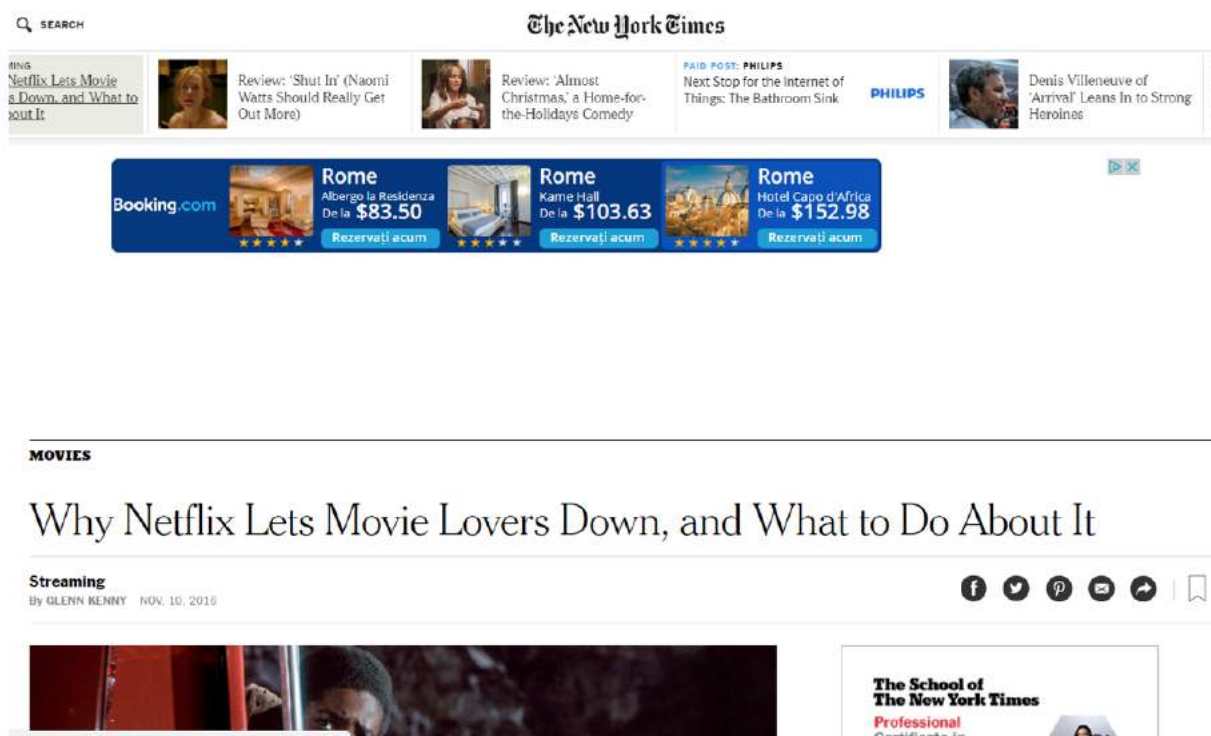 SEARCH
The New York Times
Netflix Lets Movie
s Down, and What to
out It
Review: 'Shut In' (Naomi
Watts Should Really Get
Out More)
Review: 'Almost
Christmas,' a Home-for-
the-Holidays Comedy
PAID POST: PHILIPS
Next Stop for the Internet of
Things: The Bathroom Sink
PHILIPS
Denis Villeneuve of
'Arrival' Leans In to Strong
Heroines
Booking.com
Rome
Albergo la Residenza
De la $83.50
Rezervați acum
Rome
Kame Hall
De la $103.63
Rezervați acum
Rome
Hotel Capo d'Africa
De la $152.98
Rezervați acum
MOVIES
Why Netflix Lets Movie Lovers Down, and What to Do About It
Streaming
By GLENN KENNY NOV. 10, 2016
The School of
The New York Times
Professional
Certificate in